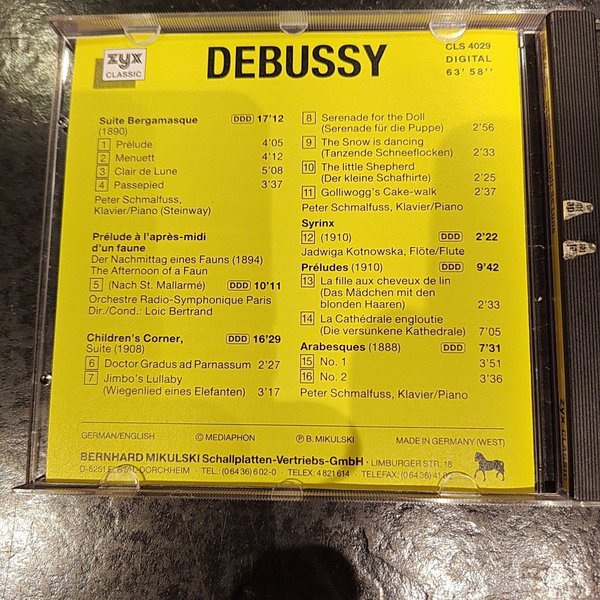 zyx
CLASSIC
DEBUSSY
CLS 4029
DIGITAL
63'58''
Suite Bergamasque DDD 17'12
(1890)
1 Prélude 4'05
2 Menuett 4'12
3 Clair de Lune 5'08
4 Passepied 3'37
Peter Schmalfuss,
Klavier/Piano (Steinway)
Prélude à l'après-midi
d'un faune
Der Nachmittag eines Fauns (1894)
The Afternoon of a Faun
5 (Nach St. Mallarmé) DDD 10'11
Orchestre Radio-Symphonique Paris
Dir./Cond.: Loic Bertrand
Children's Corner, DDD 16'29
Suite (1908)
6 Doctor Gradus ad Parnassum 2'27
7 Jimbo's Lullaby
(Wiegenlied eines Elefanten) 3'17
8 Serenade for the Doll
(Serenade für die Puppe) 2'56
9 The Snow is dancing
(Tanzende Schneeflocken) 2'33
10 The little Shepherd
(Der kleine Schafhirte) 2'25
11 Golliwogg's Cake-walk 2'37
Peter Schmalfuss, Klavier/Piano
Syrinx
12 (1910) DDD 2'22
Jadwiga Kotnowska, Flöte/Flute
Préludes (1910) DDD 9'42
13 La fille aux cheveux de lin
(Das Mädchen mit den
blonden Haaren) 2'33
14 La Cathédrale engloutie
(Die versunkene Kathedrale) 7'05
Arabesques (1888) DDD 7'31
15 No. 1 3'51
16 No. 2 3'36
Peter Schmalfuss, Klavier/Piano
GERMAN/ENGLISH Ⓒ MEDIAPHON Ⓟ B. MIKULSKI MADE IN GERMANY (WEST)
BERNHARD MIKULSKI Schallplatten-Vertriebs-GmbH · LIMBURGER STR. 18
D-6251 TEL.: (06436) 602-0 · TELEX: 4821614 · TELEFAX: (06436)